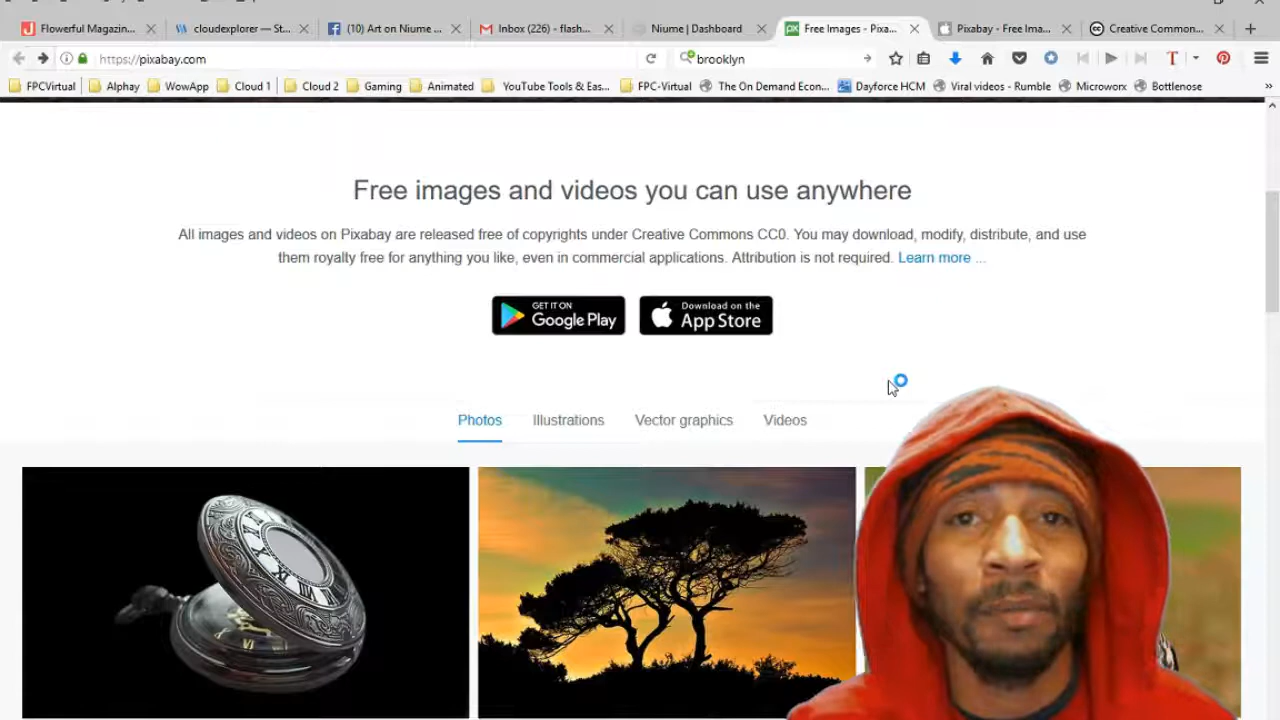 Flowerful Magazin...
cloudexplorer — St...
(10) Art on Niume ...
Inbox (226) - flash...
Niume | Dashboard
Free Images - Pixa...
Pixabay - Free Ima...
Creative Common...
https://pixabay.com
brooklyn
FPCVirtual
Alphay
WowApp
Cloud 1
Cloud 2
Gaming
Animated
YouTube Tools & Eas...
FPC-Virtual
The On Demand Econ...
Dayforce HCM
Viral videos - Rumble
Microworx
Bottlenose
Free images and videos you can use anywhere
All images and videos on Pixabay are released free of copyrights under Creative Commons CC0. You may download, modify, distribute, and use
them royalty free for anything you like, even in commercial applications. Attribution is not required. Learn more ...
GET IT ON
Google Play
Download on the
App Store
Photos
Illustrations
Vector graphics
Videos